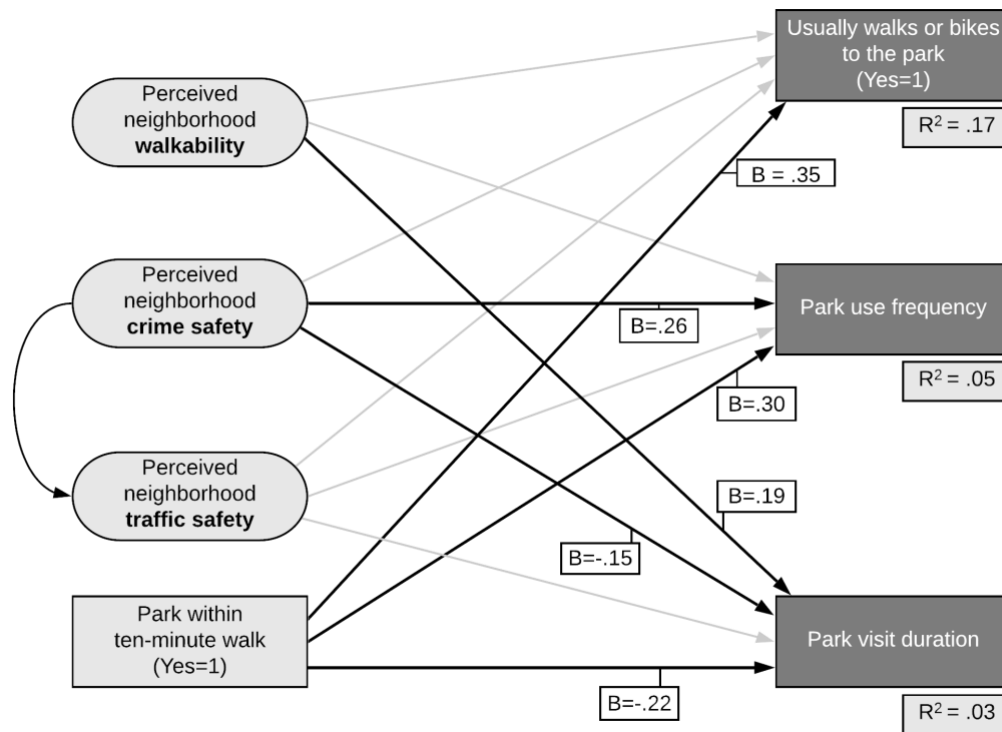 Usually walks or bikes
to the park
(Yes=1)
R² = .17
Perceived
neighborhood
walkability
B = .35
Perceived
neighborhood
crime safety
B=.26
Park use frequency
R² = .05
B=.30
Perceived
neighborhood
traffic safety
B=.19
B=-.15
Park within
ten-minute walk
(Yes=1)
Park visit duration
B=-.22
R² = .03